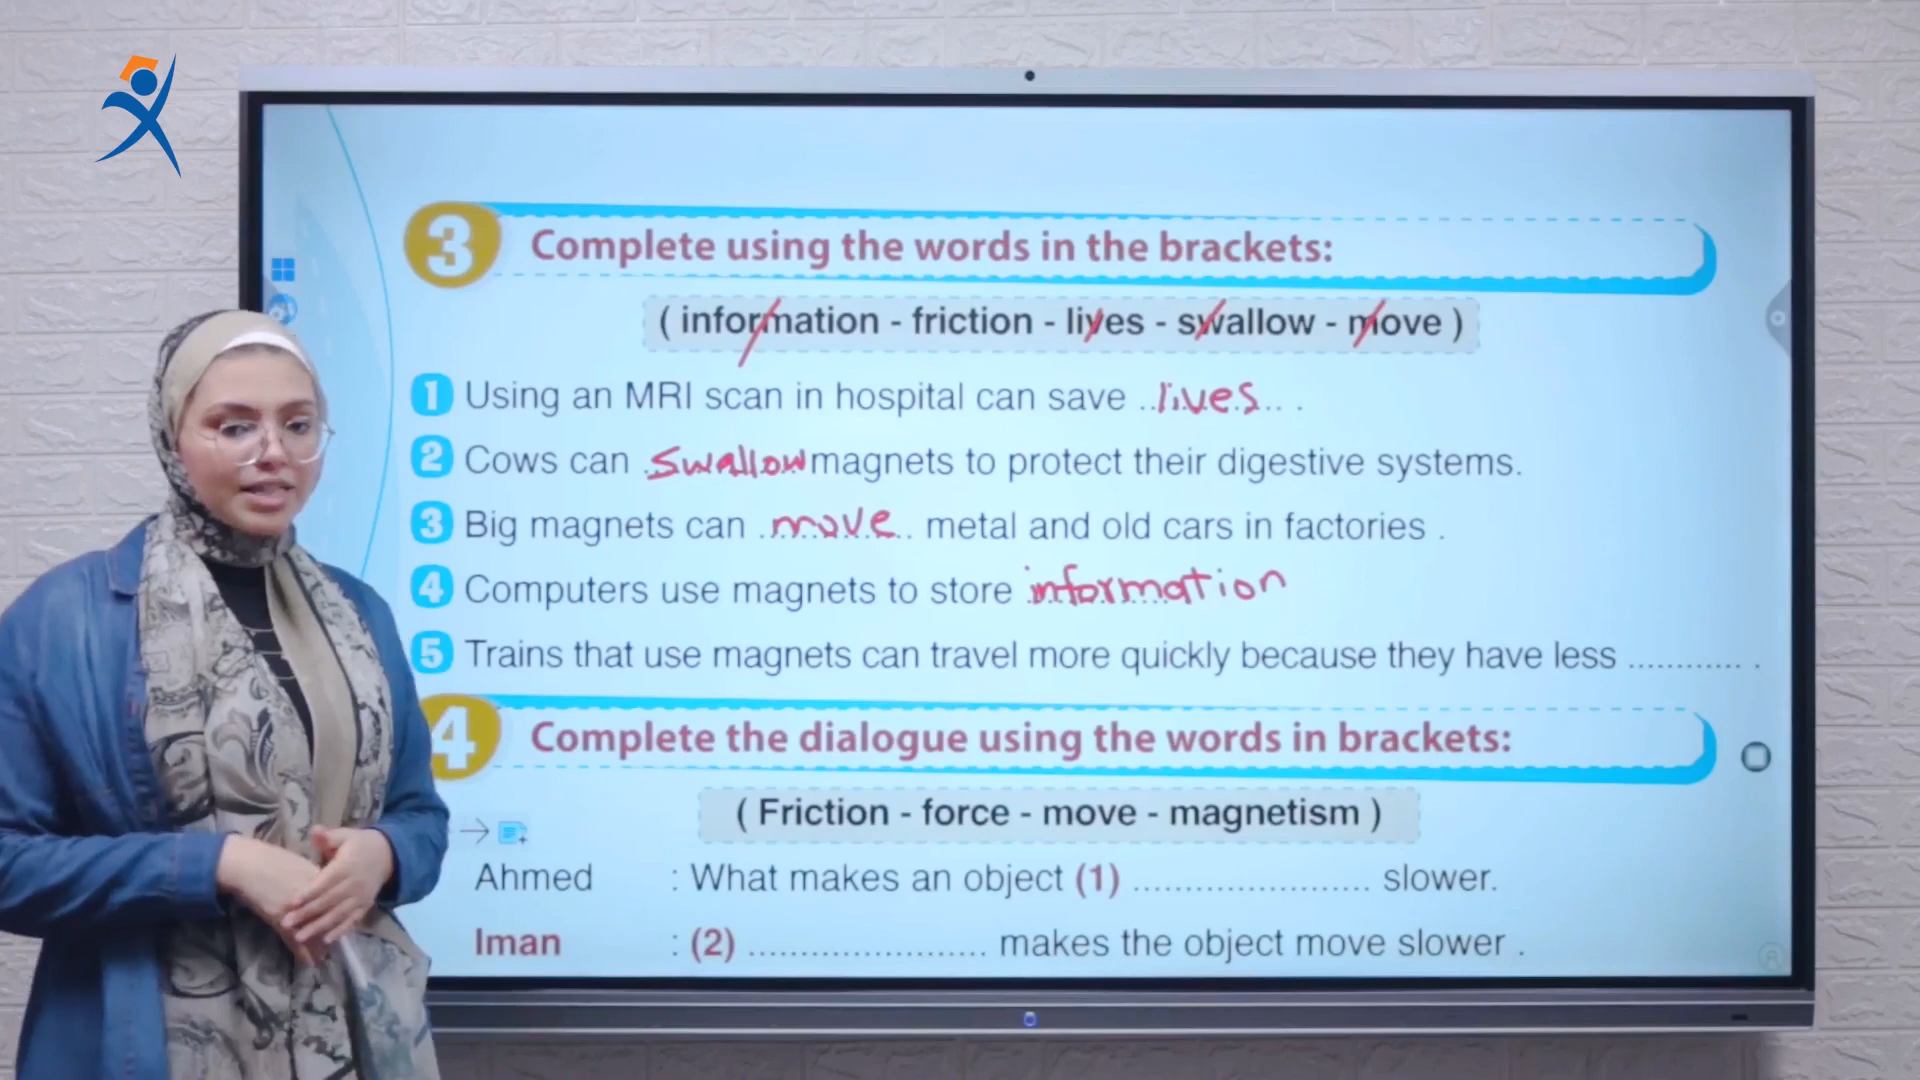 3 Complete using the words in the brackets:
( information - friction - lives - swallow - move )
1 Using an MRI scan in hospital can save ..lives.. .
2 Cows can .swallow magnets to protect their digestive systems.
3 Big magnets can ..move.. metal and old cars in factories .
4 Computers use magnets to store information
5 Trains that use magnets can travel more quickly because they have less ............ .
4 Complete the dialogue using the words in brackets:
( Friction - force - move - magnetism )
Ahmed : What makes an object (1) ........................ slower.
Iman : (2) ........................ makes the object move slower .